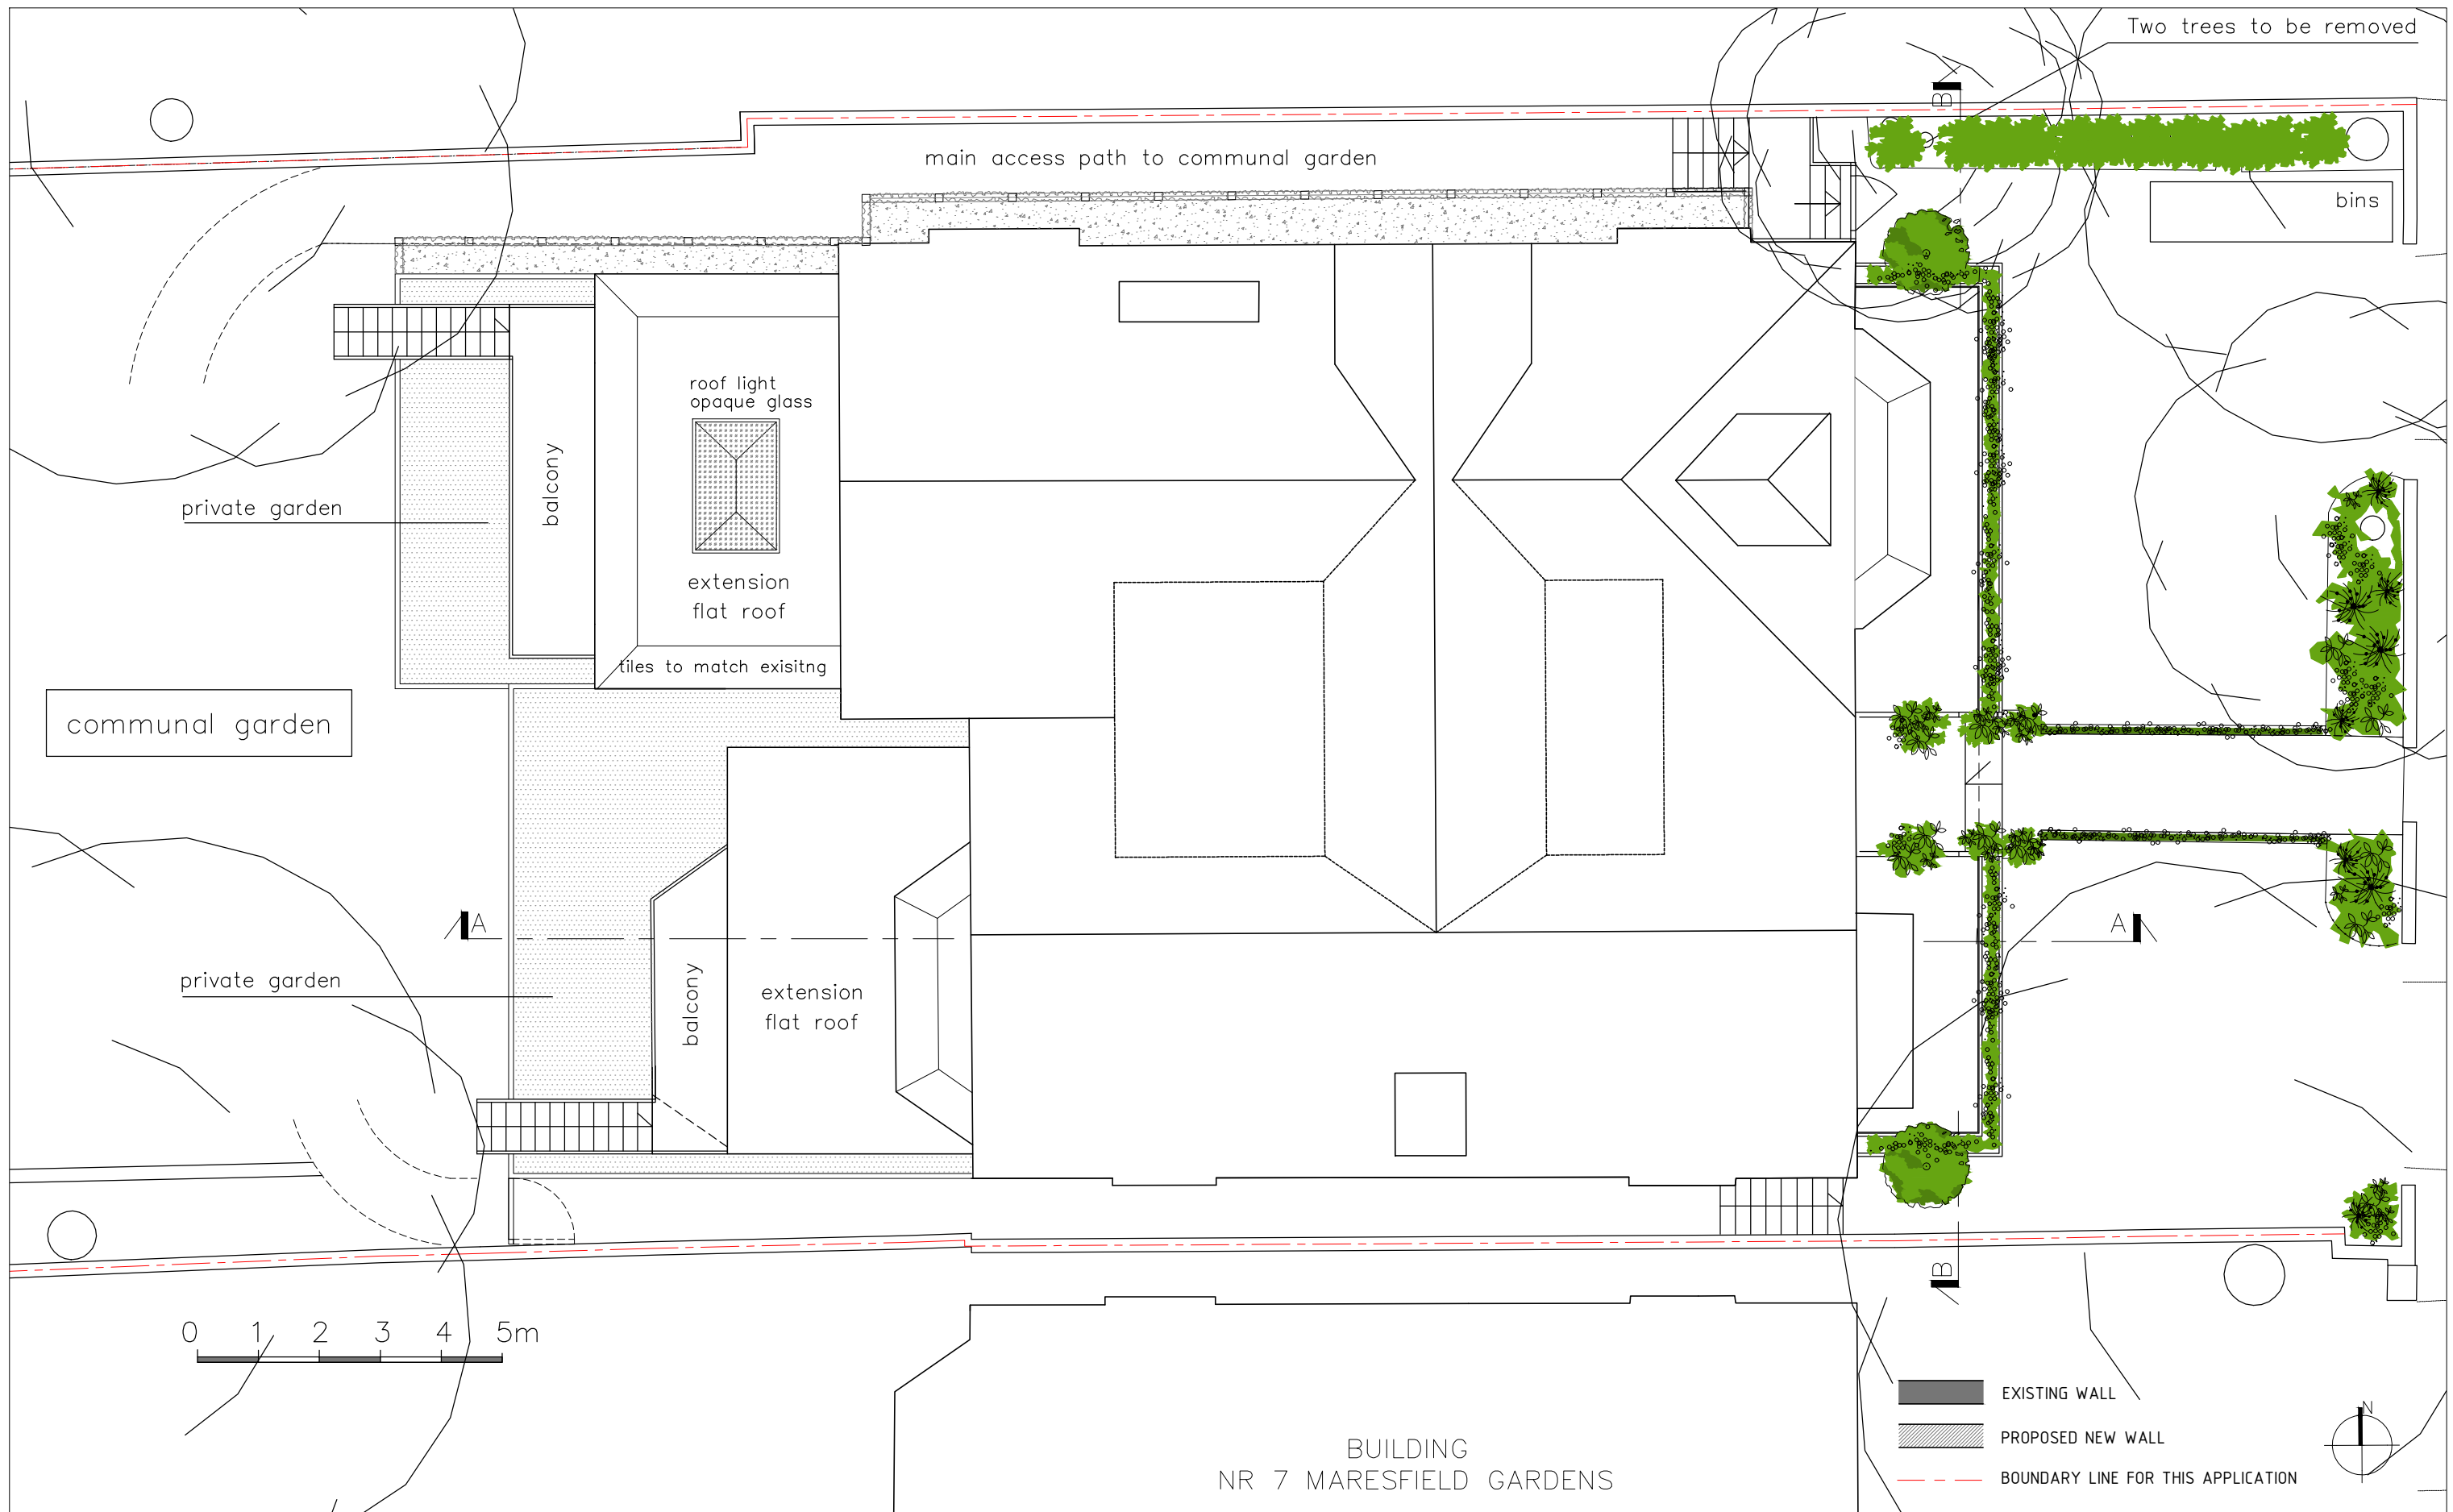 Two trees to be removed
B
main access path to communal garden
bins
roof light
opaque glass
balcony
private garden
extension
flat roof
tiles to match exisitng
communal garden
A
A
private garden
balcony
extension
flat roof
B
0 1 2 3 4 5m
EXISTING WALL
N
PROPOSED NEW WALL
BUILDING
NR 7 MARESFIELD GARDENS
BOUNDARY LINE FOR THIS APPLICATION